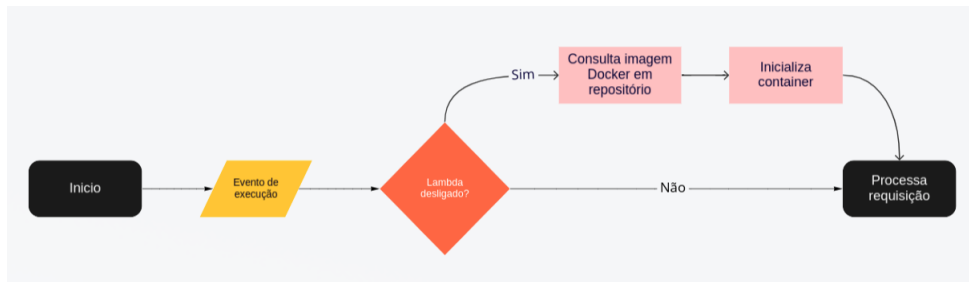 Inicio
Evento de
execução
Lambda
desligado?
Sim
Consulta imagem
Docker em
repositório
Inicializa
container
Não
Processa
requisição